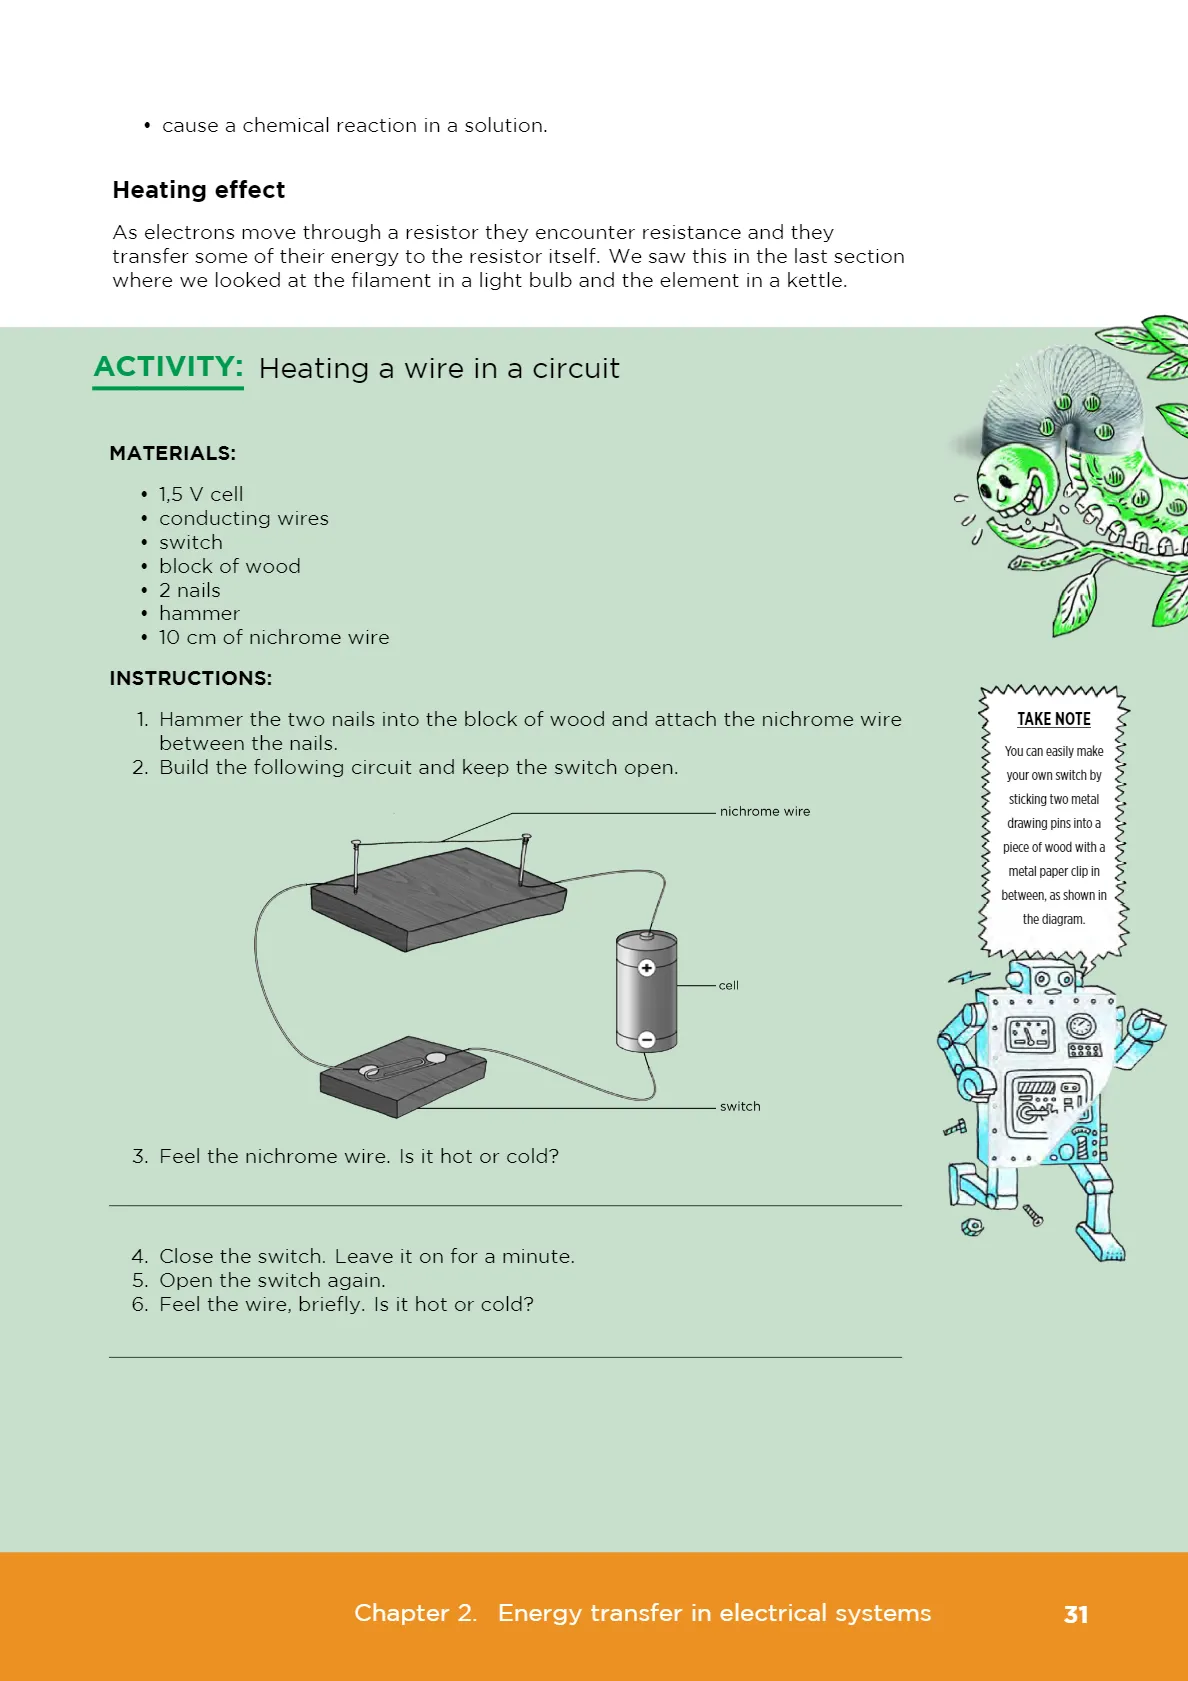 • cause a chemical reaction in a solution.
Heating effect
As electrons move through a resistor they encounter resistance and they
transfer some of their energy to the resistor itself. We saw this in the last section
where we looked at the filament in a light bulb and the element in a kettle.
ACTIVITY: Heating a wire in a circuit
MATERIALS:
• 1,5 V cell
• conducting wires
• switch
• block of wood
• 2 nails
• hammer
• 10 cm of nichrome wire
INSTRUCTIONS:
1. Hammer the two nails into the block of wood and attach the nichrome wire
between the nails.
2. Build the following circuit and keep the switch open.
nichrome wire
+
cell
−
switch
3. Feel the nichrome wire. Is it hot or cold?
4. Close the switch. Leave it on for a minute.
5. Open the switch again.
6. Feel the wire, briefly. Is it hot or cold?
TAKE NOTE
You can easily make
your own switch by
sticking two metal
drawing pins into a
piece of wood with a
metal paper clip in
between, as shown in
the diagram.
Chapter 2. Energy transfer in electrical systems 31